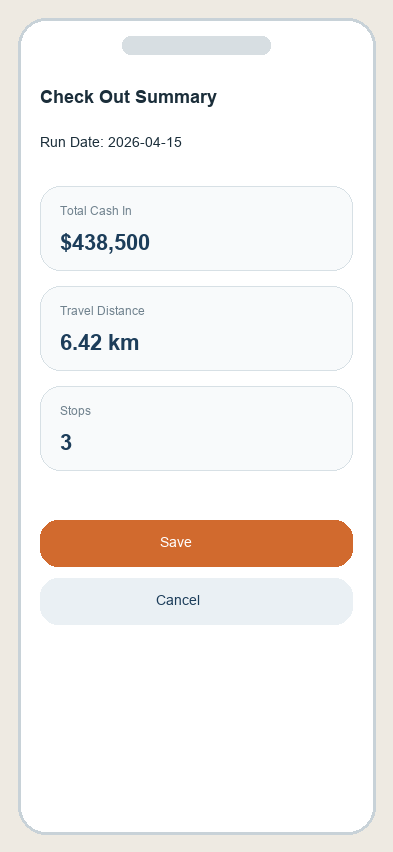 Check Out Summary
Run Date: 2026-04-15
Total Cash In
$438,500
Travel Distance
6.42 km
Stops
3
Save
Cancel